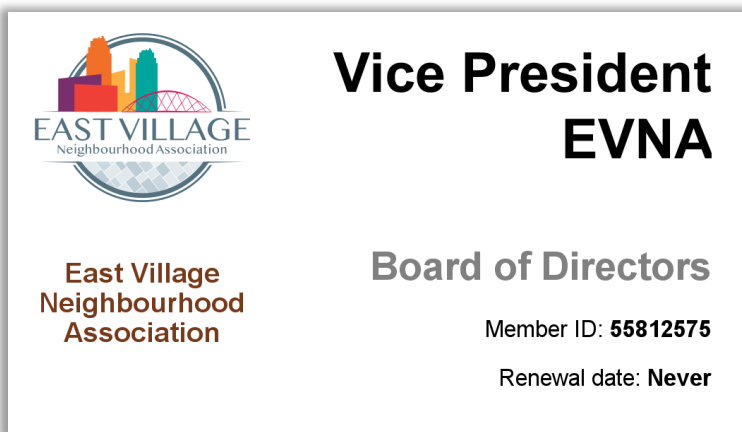 EAST VILLAGE
Neighbourhood Association
East Village
Neighbourhood
Association
Vice President
EVNA
Board of Directors
Member ID: 55812575
Renewal date: Never